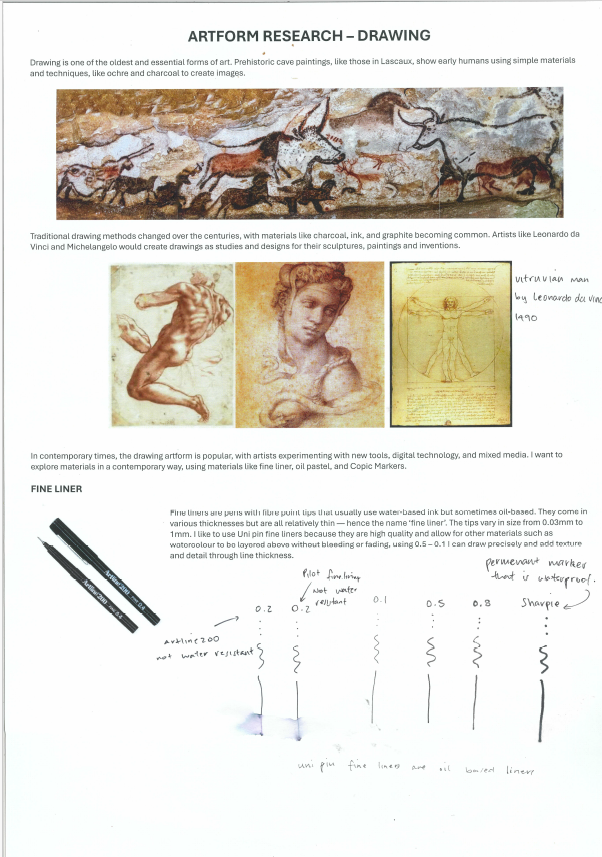 ARTFORM RESEARCH – DRAWING
Drawing is one of the oldest and essential forms of art. Prehistoric cave paintings, like those in Lascaux, show early humans using simple materials
and techniques, like ochre and charcoal to create images.
Traditional drawing methods changed over the centuries, with materials like charcoal, ink, and graphite becoming common. Artists like Leonardo da
Vinci and Michelangelo would create drawings as studies and designs for their sculptures, paintings and inventions.
vitruvian man
by Leonardo da vinc
1490
In contemporary times, the drawing artform is popular, with artists experimenting with new tools, digital technology, and mixed media. I want to
explore materials in a contemporary way, using materials like fine liner, oil pastel, and Copic Markers.
FINE LINER
Fine liners are pens with fibre point tips that usually use water-based ink but sometimes oil-based. They come in
various thicknesses but are all relatively thin — hence the name 'fine liner'. The tips vary in size from 0.03mm to
1mm. I like to use Uni pin fine liners because they are high quality and allow for other materials such as
watercolour to be layered above without bleeding or fading, using 0.5 – 0.1 I can draw precisely and add texture
and detail through line thickness.
permenant marker
that is waterproof.
Pilot
not water
resistant
0.2
0.2
0.1
0.5
0.8
Sharpie
artline 200
not water resistant
Artline 200
0.4
Artline 200
0.4
uni pin fine liners are oil based liners